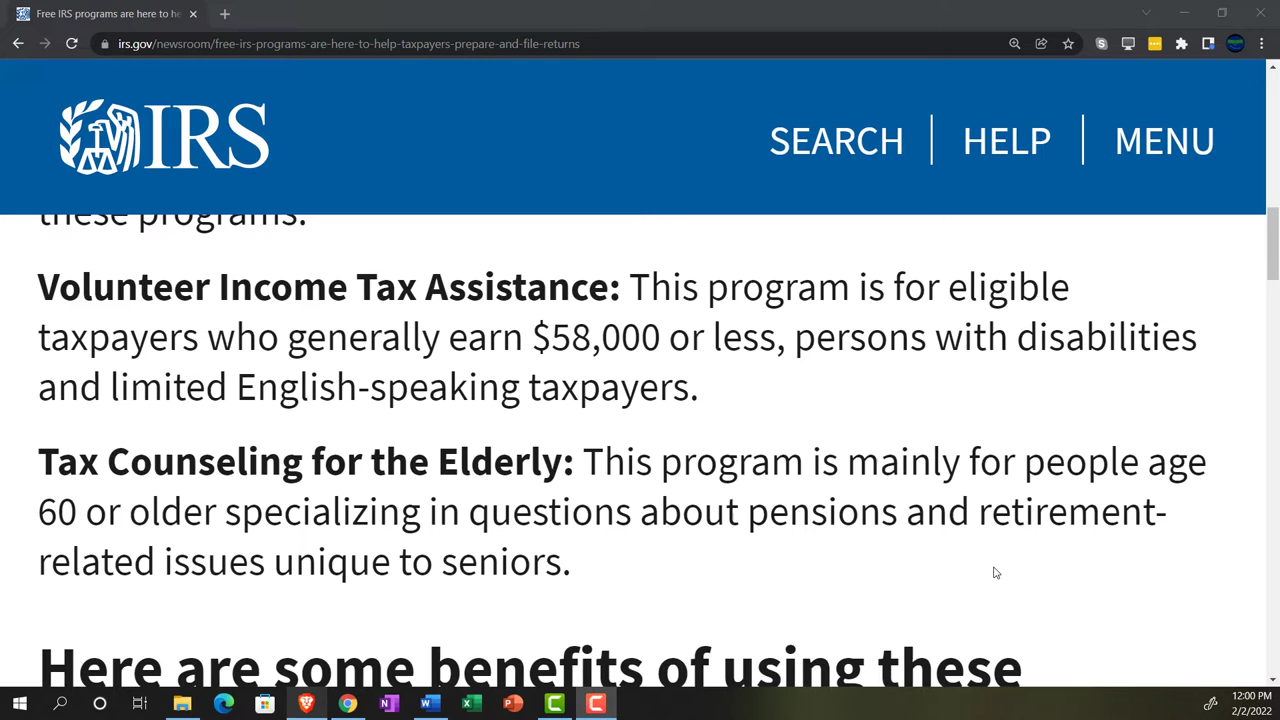 Free IRS programs are here to he
irs.gov/newsroom/free-irs-programs-are-here-to-help-taxpayers-prepare-and-file-returns
IRS
SEARCH
HELP
MENU
these programs.
Volunteer Income Tax Assistance: This program is for eligible
taxpayers who generally earn $58,000 or less, persons with disabilities
and limited English-speaking taxpayers.
Tax Counseling for the Elderly: This program is mainly for people age
60 or older specializing in questions about pensions and retirement-
related issues unique to seniors.
Here are some benefits of using these
12:00 PM
2/2/2022